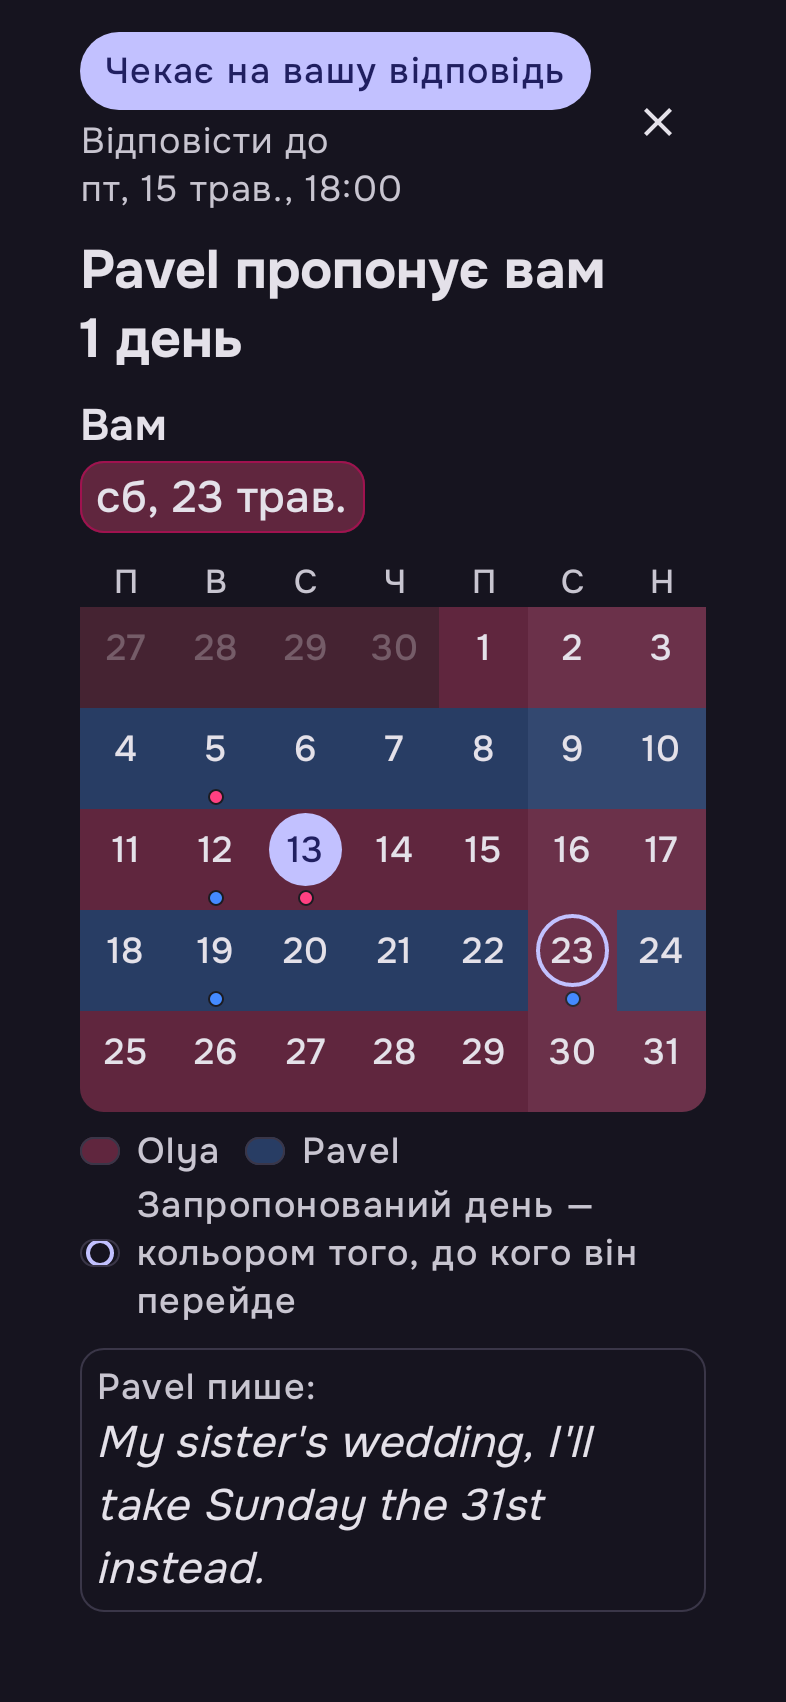 Чекає на вашу відповідь
Відповісти до
пт, 15 трав., 18:00
Pavel пропонує вам
1 день
Вам
сб, 23 трав.
П В С Ч П С Н
27 28 29 30 1 2 3
4 5 6 7 8 9 10
11 12 13 14 15 16 17
18 19 20 21 22 23 24
25 26 27 28 29 30 31
Olya Pavel
Запропонований день —
кольором того, до кого він
перейде
Pavel пише:
My sister's wedding, I'll
take Sunday the 31st
instead.